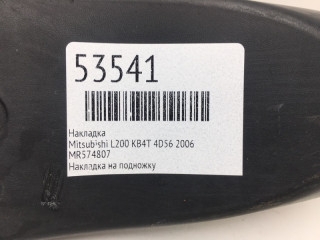 53541
Накладка
Mitsubishi L200 KB4T 4D56 2006
MR574807
Накладка на подножку